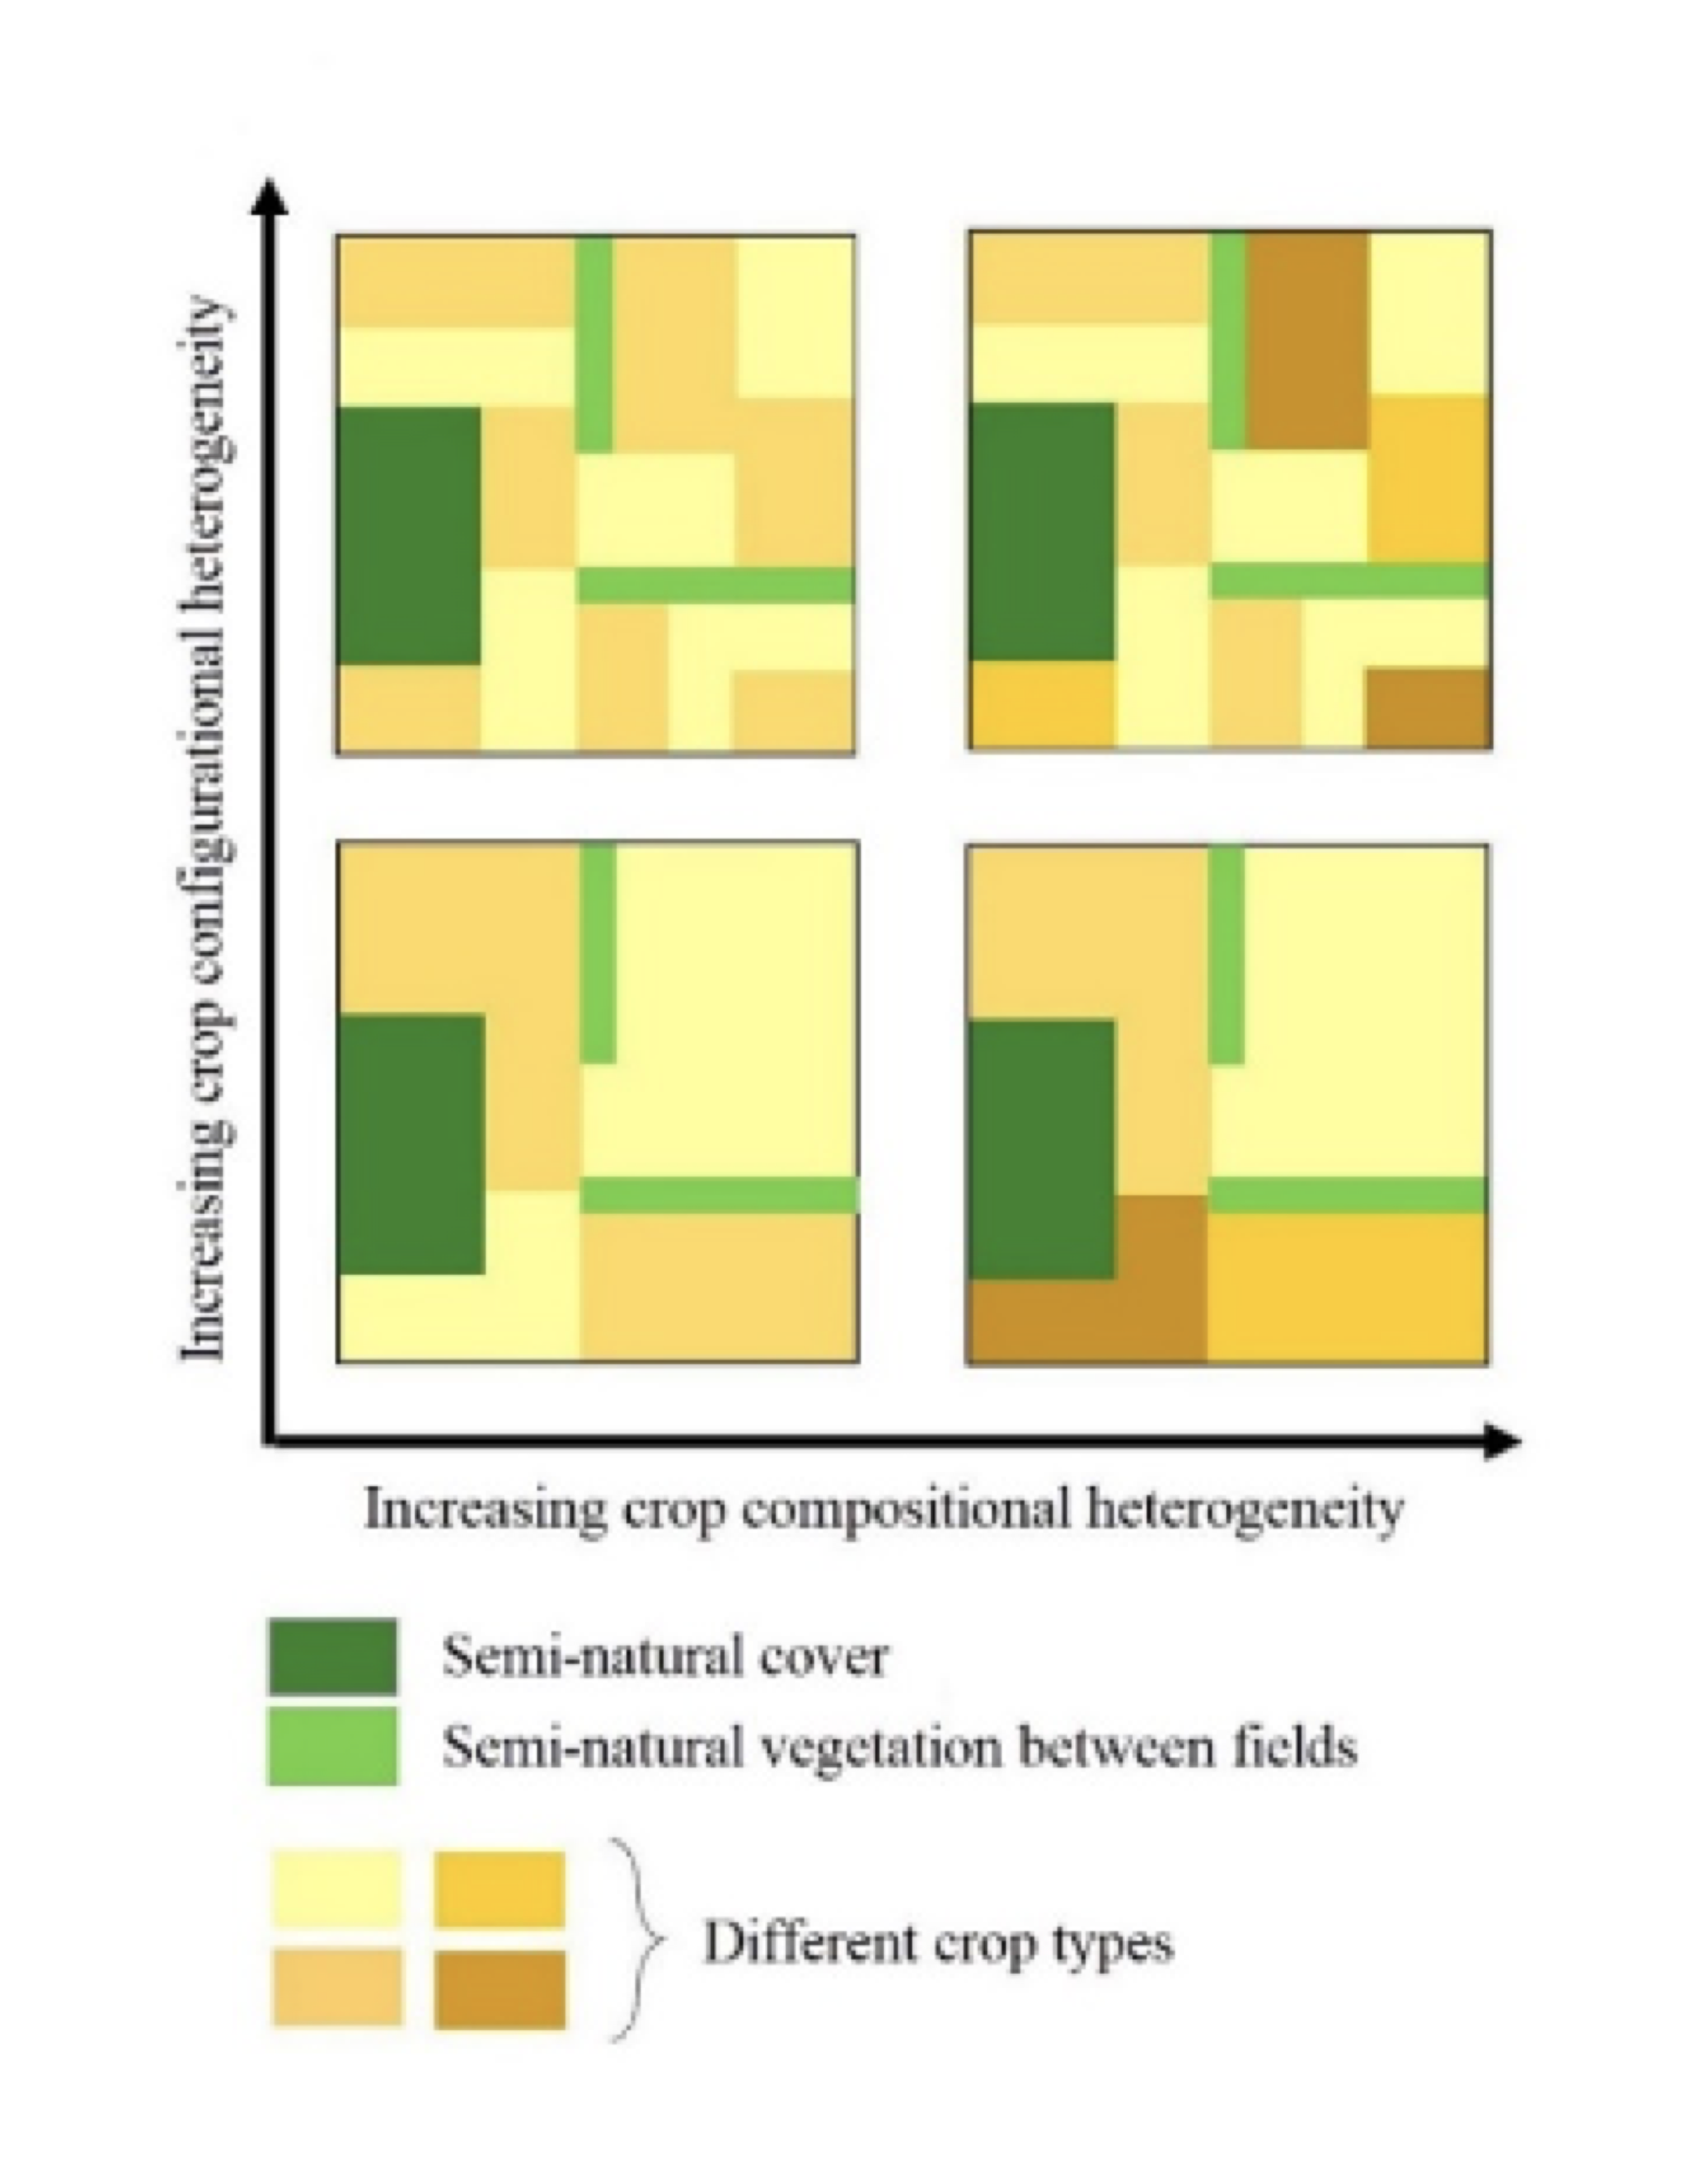 Increasing crop configurational heterogeneity
Increasing crop compositional heterogeneity
Semi-natural cover
Semi-natural vegetation between fields
Different crop types